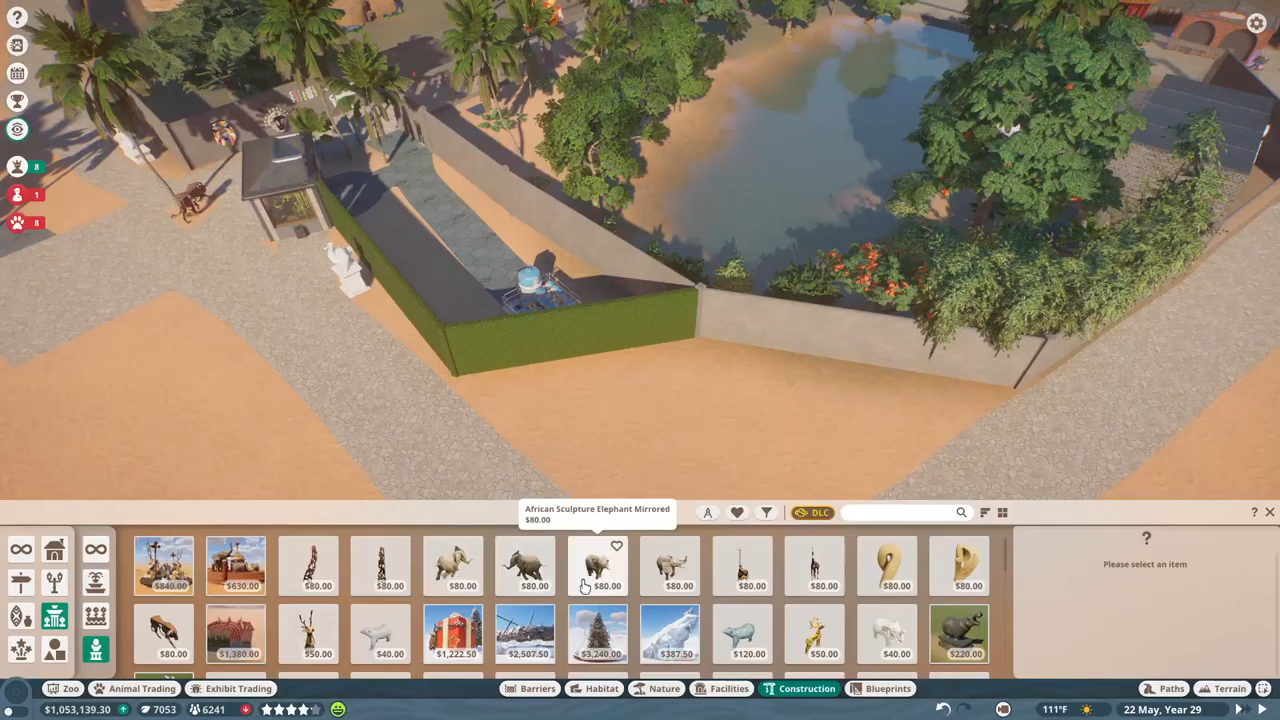 ?
8
1
8
African Sculpture Elephant Mirrored
$80.00
DLC
? ×
$840.00 $630.00 $80.00 $80.00 $80.00 $80.00 $80.00 $80.00 $80.00 $80.00 $80.00 $80.00
?
Please select an item
$80.00 $1,380.00 $50.00 $40.00 $1,222.50 $2,507.50 $3,240.00 $387.50 $120.00 $50.00 $40.00 $220.00
Zoo Animal Trading Exhibit Trading Barriers Habitat Nature Facilities Construction Blueprints Paths Terrain
$1,053,139.30 7053 6241 111°F 22 May, Year 29